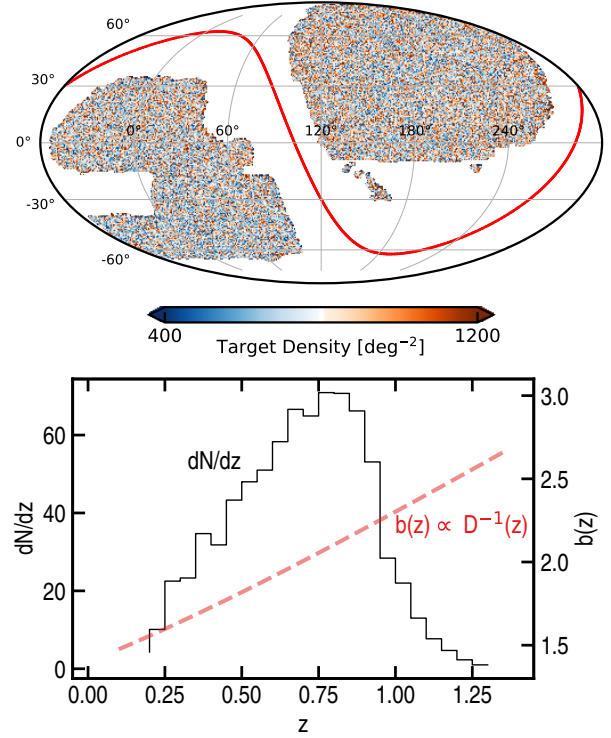 60°
30°
0° 60° 120° 180° 240°
0°
-30°
-60°
400 1200
Target Density [deg⁻²]
dN/dz
b(z) ∝ D⁻¹(z)
dN/dz
60
40
20
0
b(z)
3.0
2.5
2.0
1.5
0.00 0.25 0.50 0.75 1.00 1.25
z